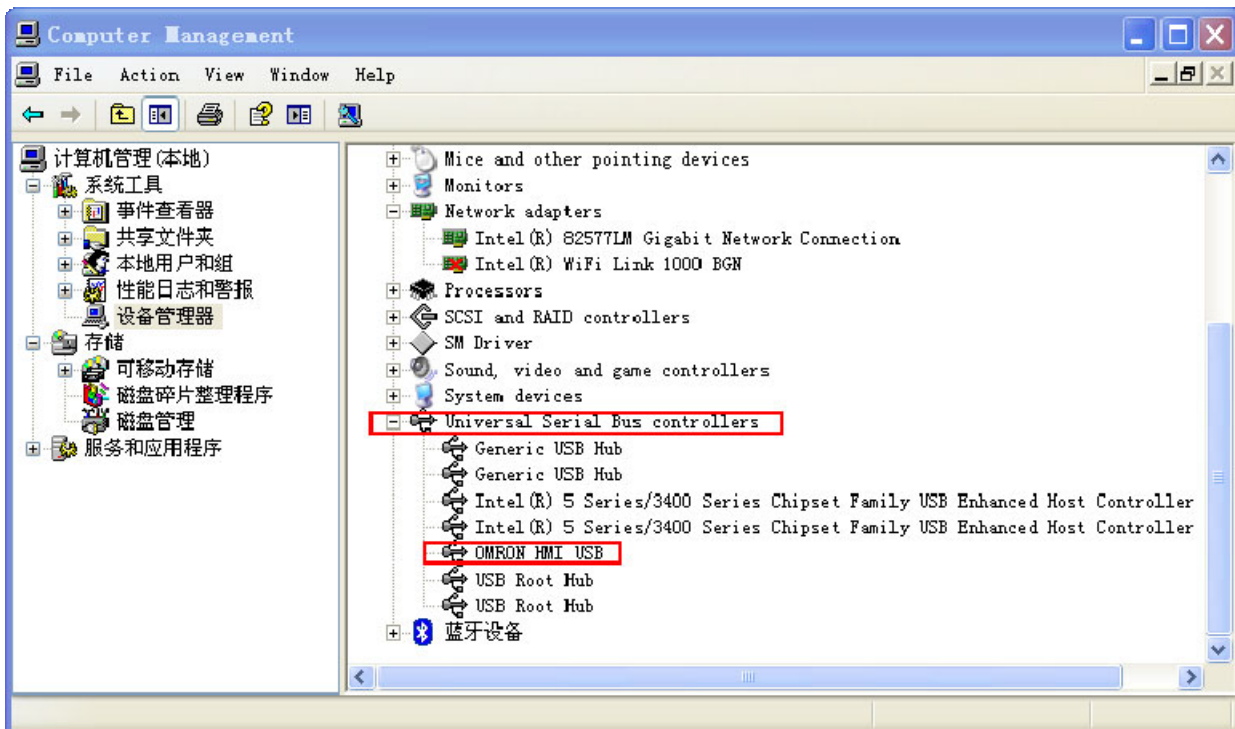 Computer Management
File Action View Window Help
计算机管理(本地)
系统工具
事件查看器
共享文件夹
本地用户和组
性能日志和警报
设备管理器
存储
可移动存储
磁盘碎片整理程序
磁盘管理
服务和应用程序
Mice and other pointing devices
Monitors
Network adapters
Intel(R) 82577LM Gigabit Network Connection
Intel(R) WiFi Link 1000 BGN
Processors
SCSI and RAID controllers
SM Driver
Sound, video and game controllers
System devices
Universal Serial Bus controllers
Generic USB Hub
Generic USB Hub
Intel(R) 5 Series/3400 Series Chipset Family USB Enhanced Host Controller
Intel(R) 5 Series/3400 Series Chipset Family USB Enhanced Host Controller
OMRON HMI USB
USB Root Hub
USB Root Hub
蓝牙设备